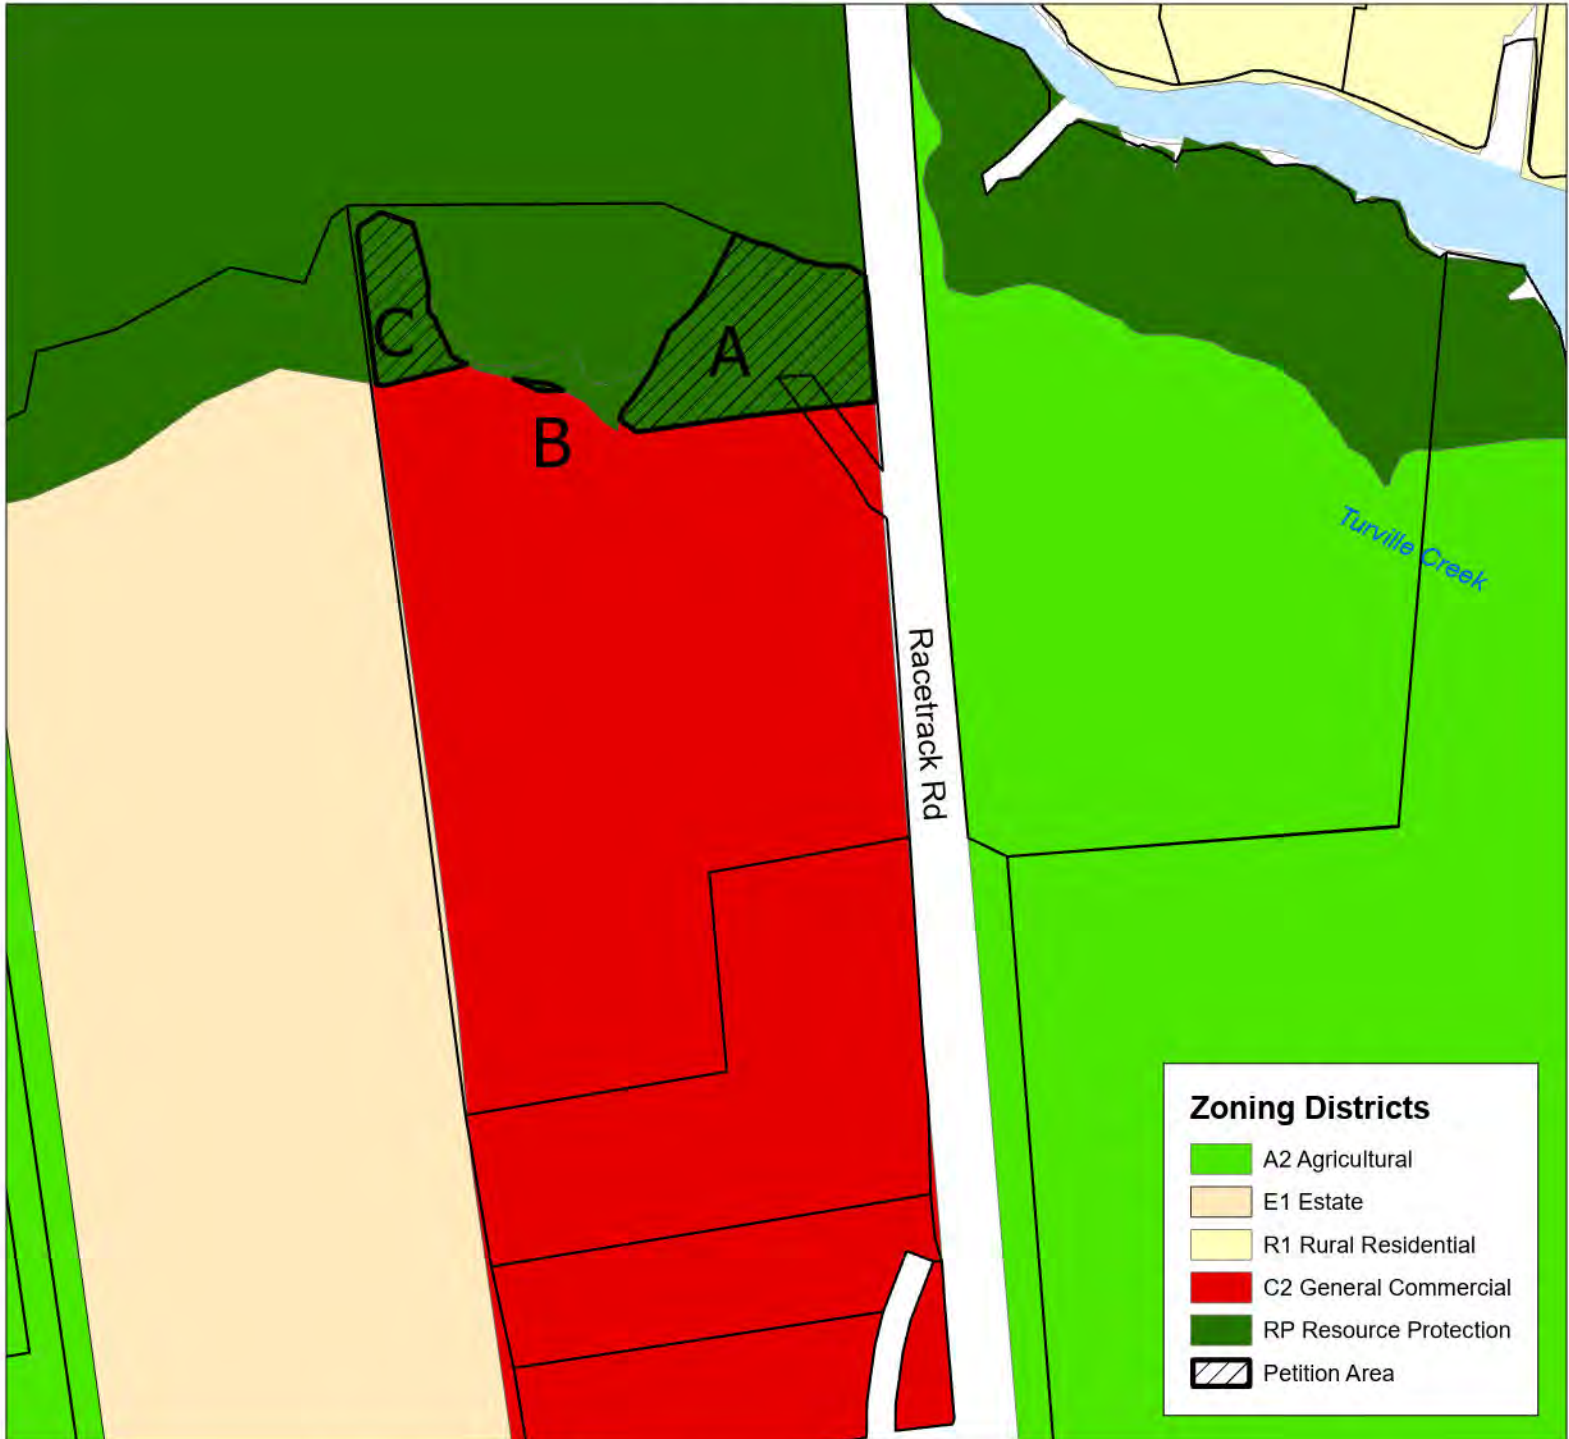 C
A
B
Turville Creek
Racetrack Rd
Zoning Districts
A2 Agricultural
E1 Estate
R1 Rural Residential
C2 General Commercial
RP Resource Protection
Petition Area